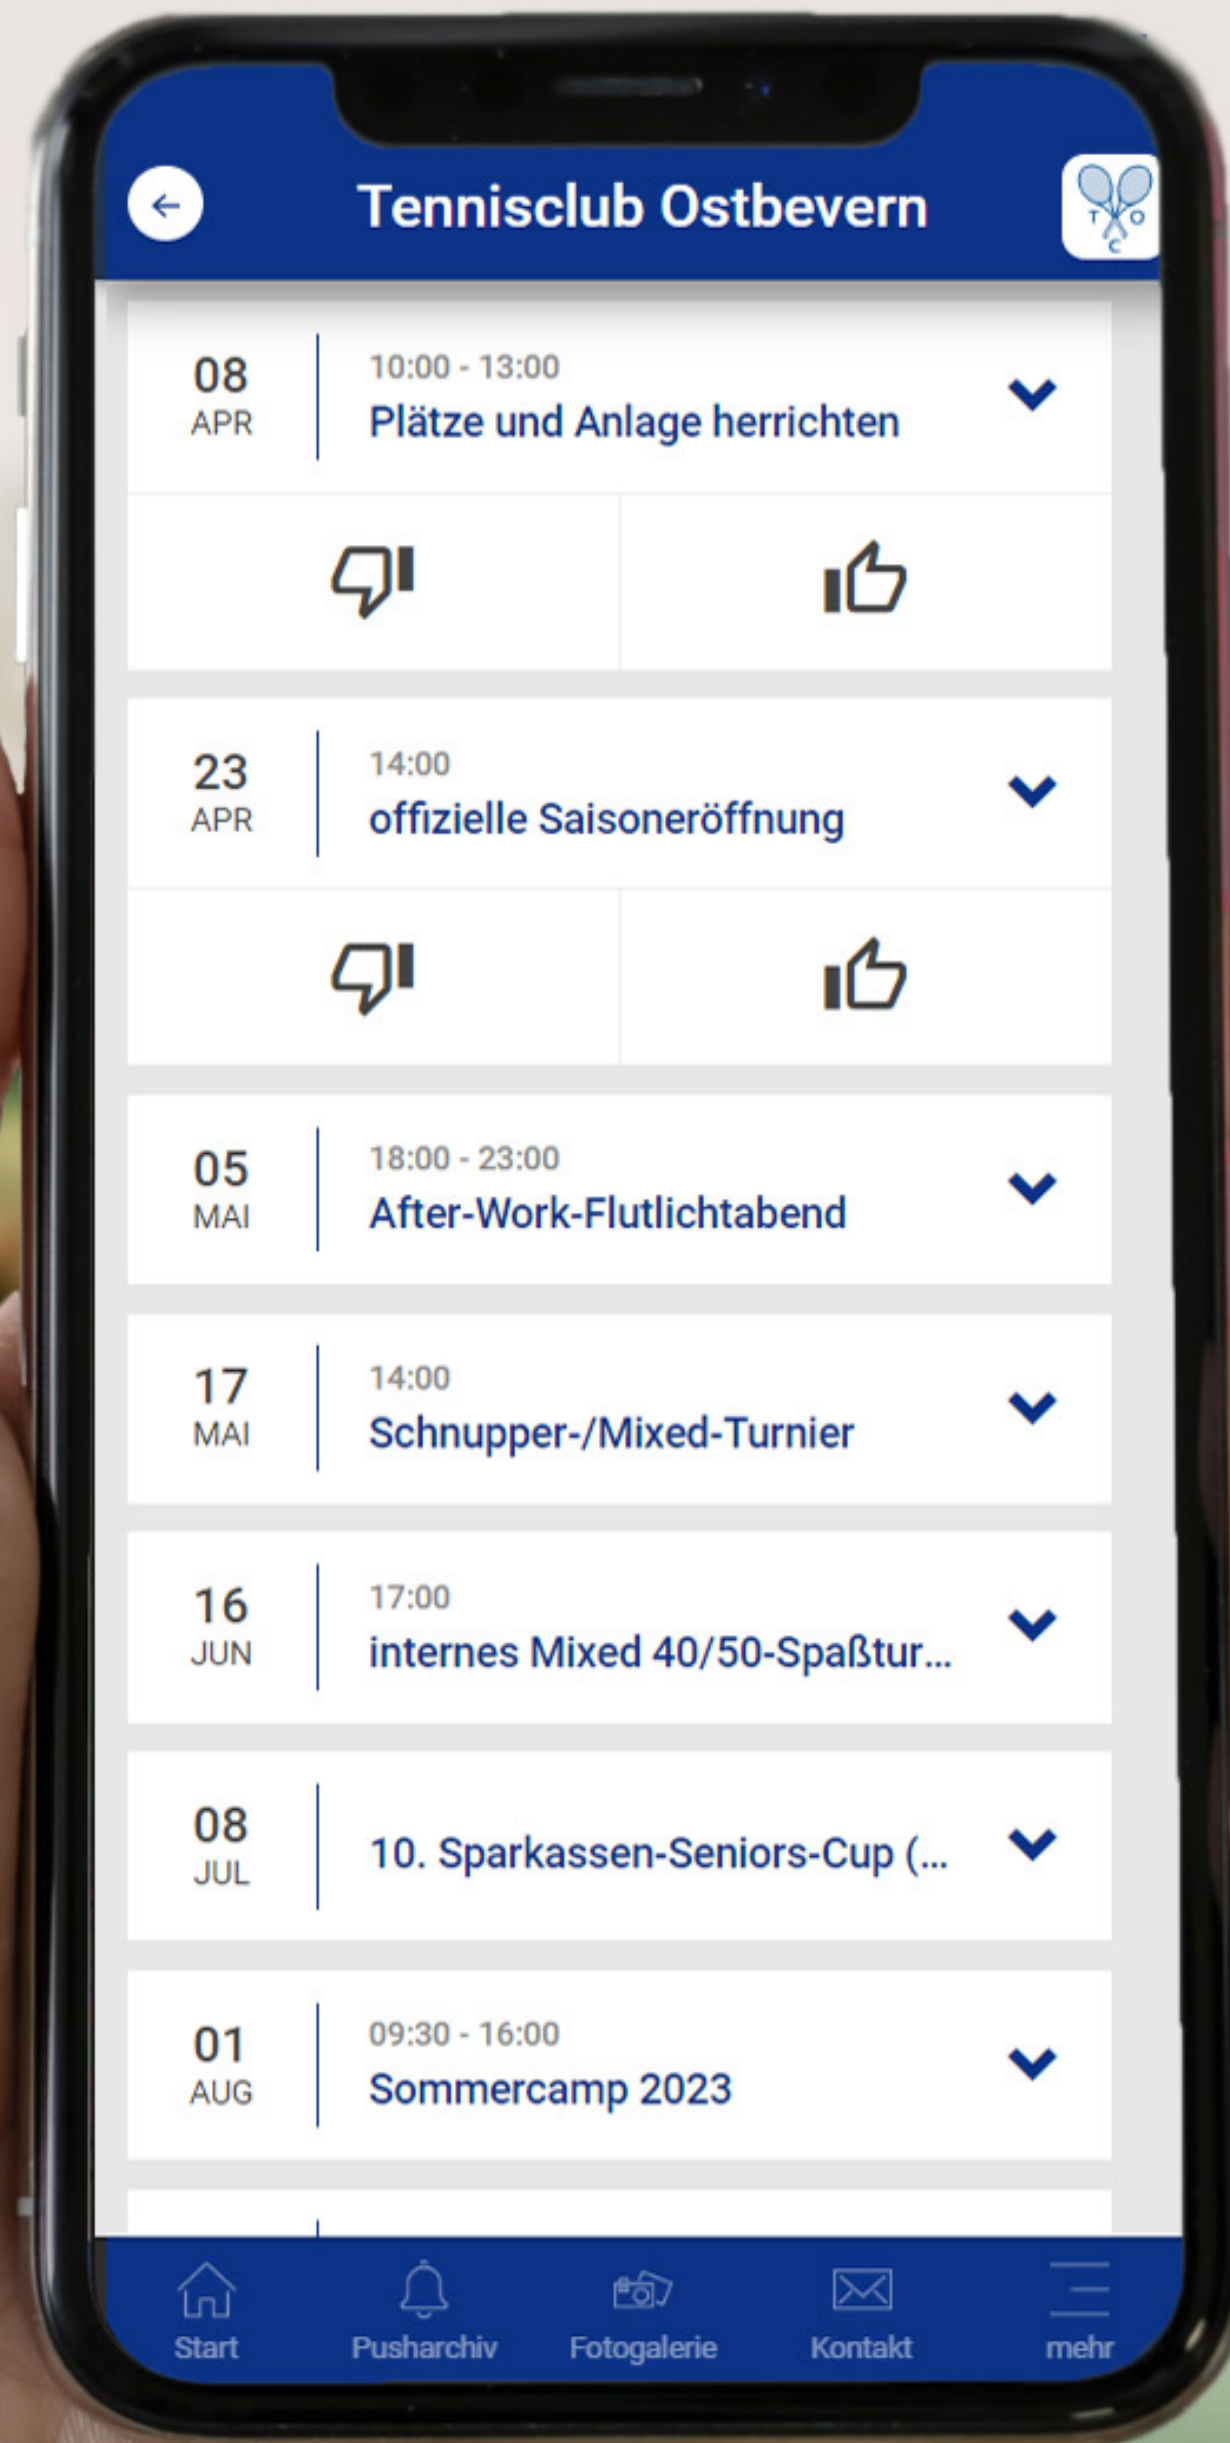 Tennisclub Ostbevern
T O
C
08
APR
10:00 - 13:00
Plätze und Anlage herrichten
23
APR
14:00
offizielle Saisoneröffnung
05
MAI
18:00 - 23:00
After-Work-Flutlichtabend
17
MAI
14:00
Schnupper-/Mixed-Turnier
16
JUN
17:00
internes Mixed 40/50-Spaßtur...
08
JUL
10. Sparkassen-Seniors-Cup (...
01
AUG
09:30 - 16:00
Sommercamp 2023
Start Pusharchiv Fotogalerie Kontakt mehr